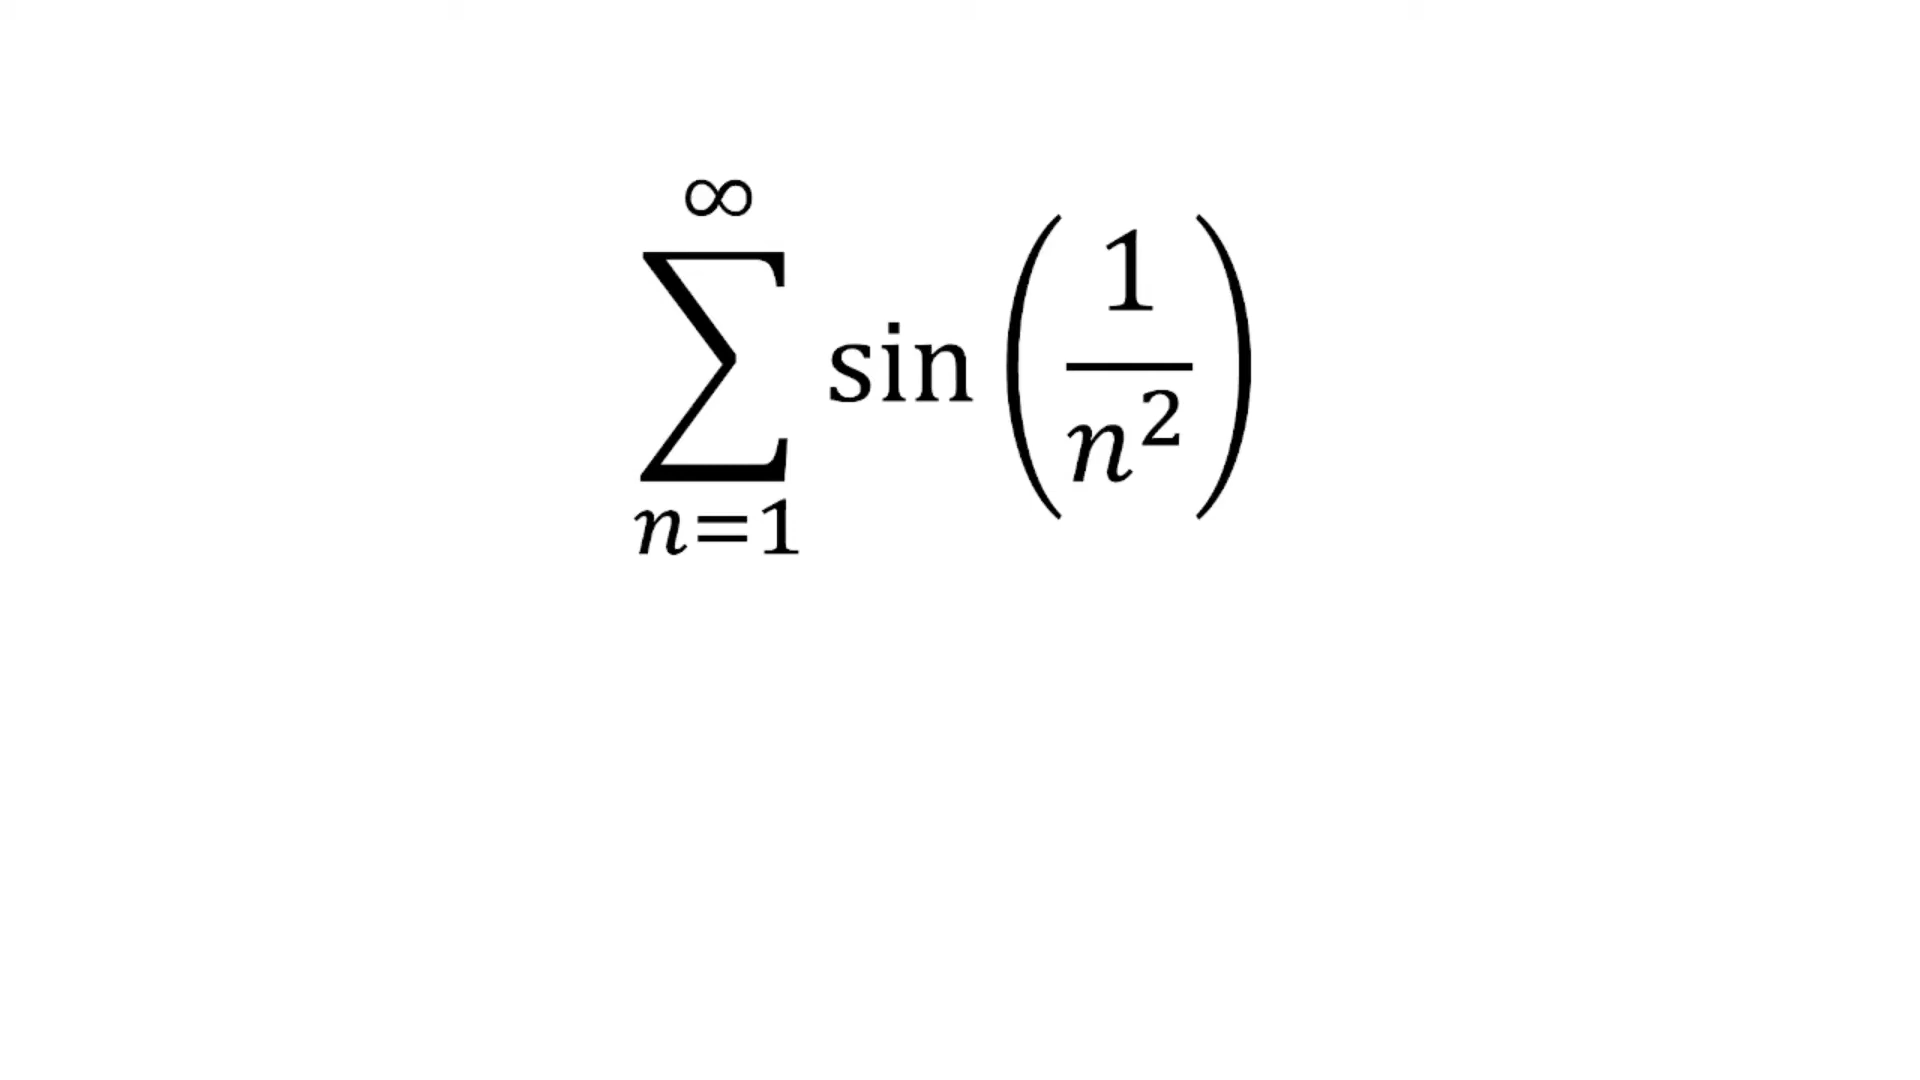 ∑_{n=1}^{∞} sin(1/n²)